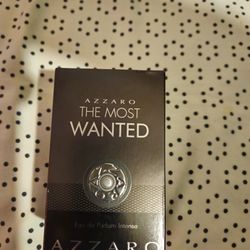 AZZARO
THE MOST
WANTED
Eau de Parfum Intense
AZZARO